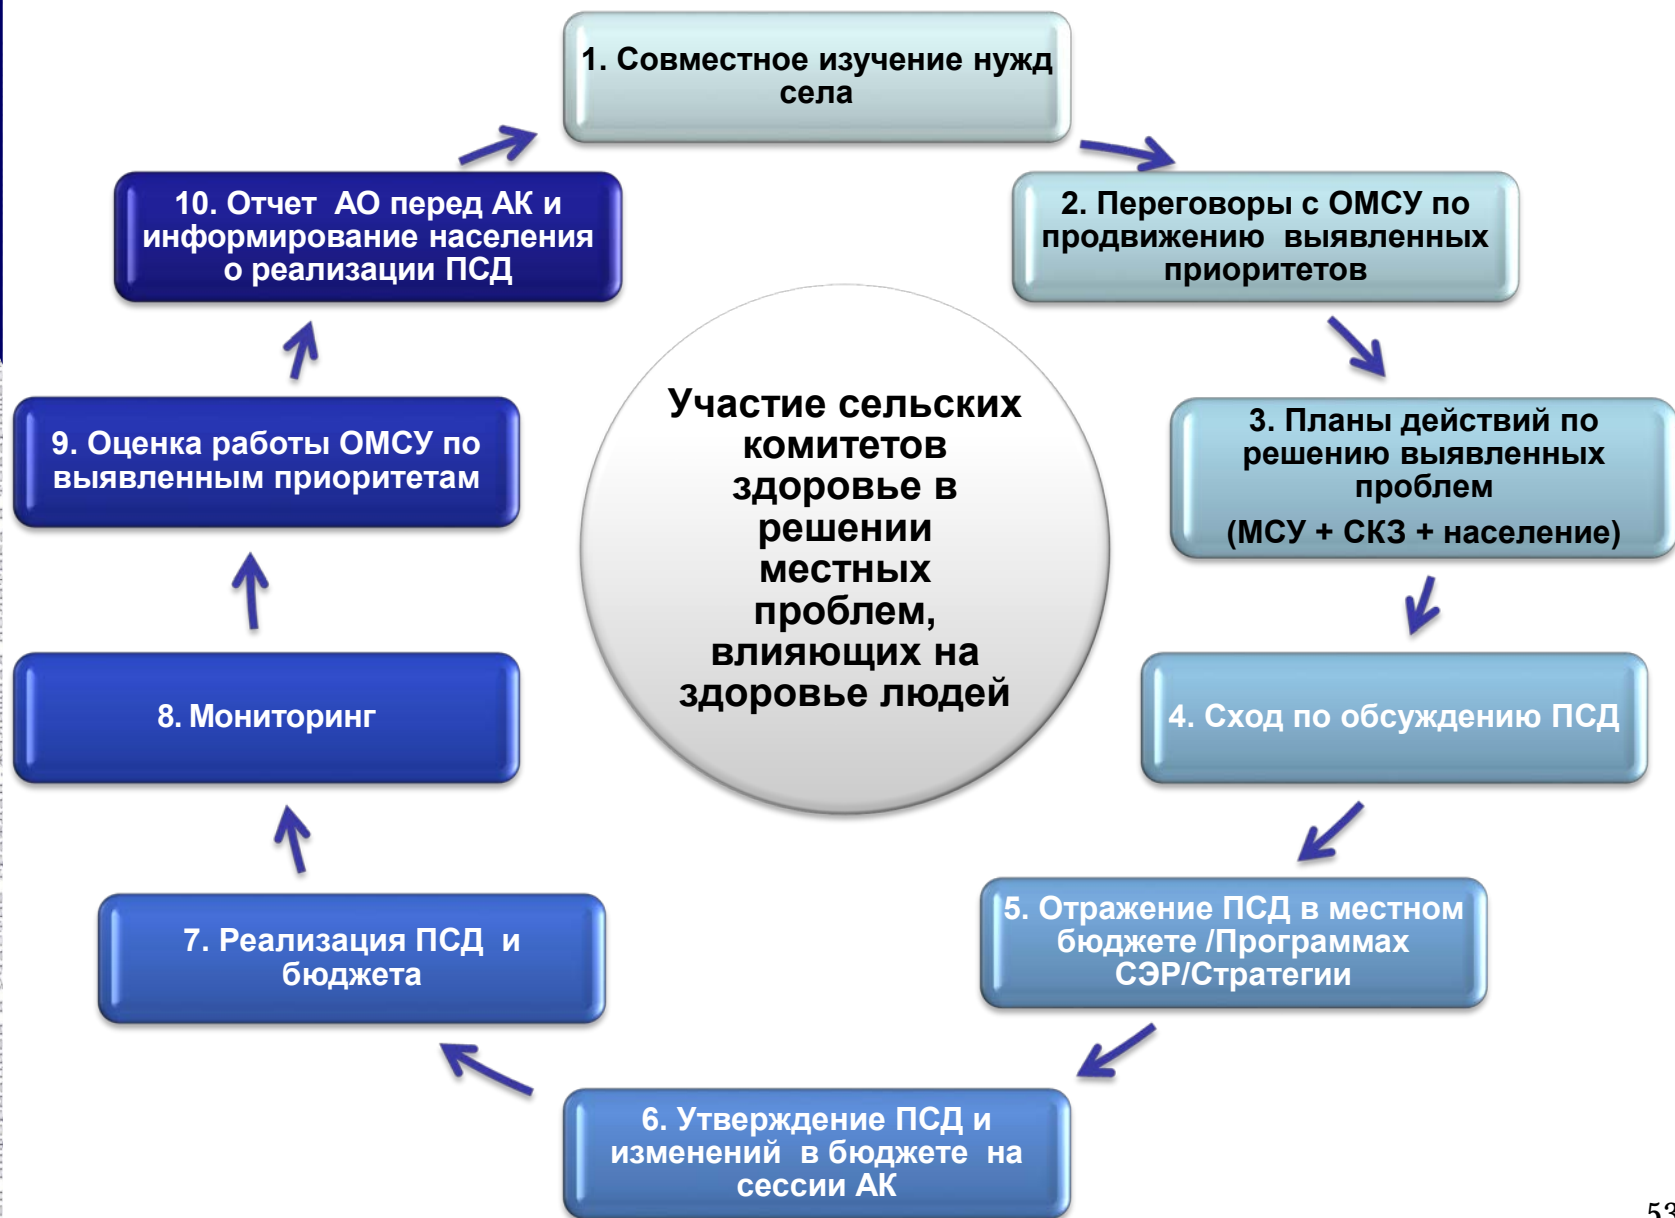 1. Совместное изучение нужд
села
10. Отчет АО перед АК и
информирование населения
о реализации ПСД
2. Переговоры с ОМСУ по
продвижению выявленных
приоритетов
Участие сельских
комитетов
здоровье в
решении
местных
проблем,
влияющих на
здоровье людей
9. Оценка работы ОМСУ по
выявленным приоритетам
3. Планы действий по
решению выявленных
проблем
(МСУ + СКЗ + население)
8. Мониторинг
4. Сход по обсуждению ПСД
7. Реализация ПСД и
бюджета
5. Отражение ПСД в местном
бюджете /Программах
СЭР/Стратегии
6. Утверждение ПСД и
изменений в бюджете на
сессии АК
53